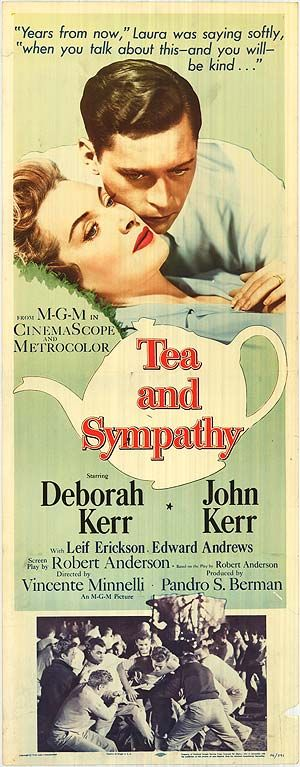 "Years from now," Laura was saying softly,
"when you talk about this—and you will—
be kind..."
FROM M-G-M IN
CINEMASCOPE
AND
METROCOLOR
Tea
and
Sympathy
Starring
Deborah Kerr ★ John Kerr
With Leif Erickson · Edward Andrews
Screen Play by Robert Anderson · Based on the Play by Robert Anderson
Directed by Vincente Minnelli · Produced by Pandro S. Berman
An M-G-M Picture